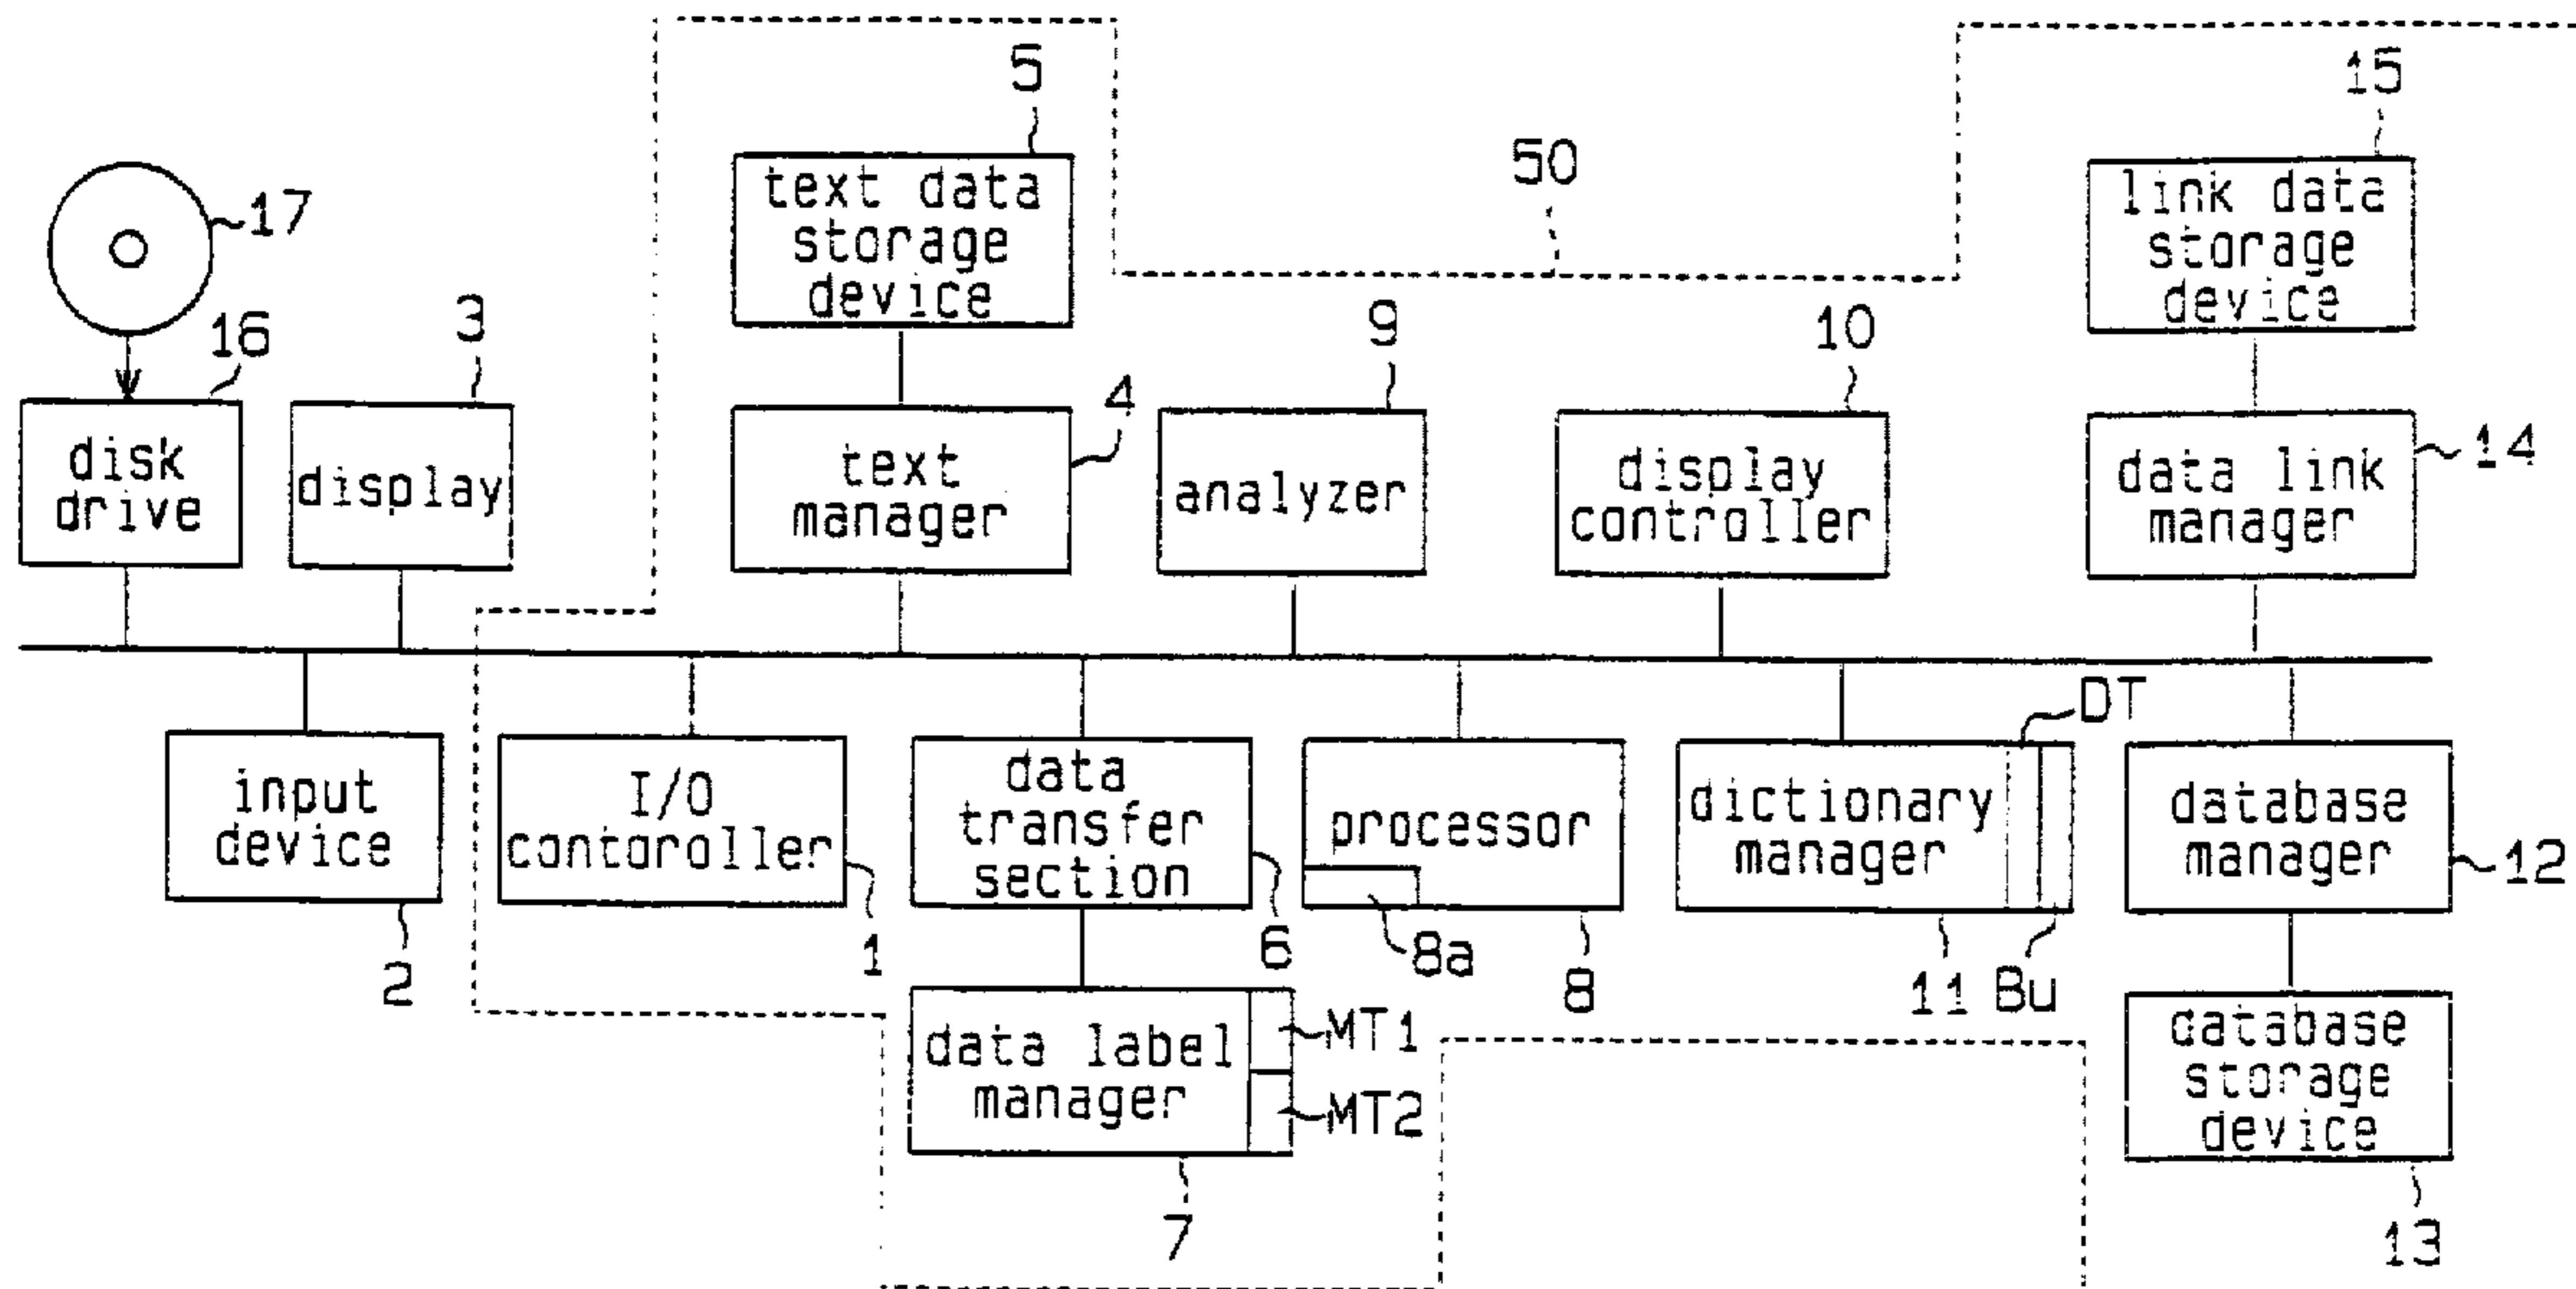 5
15
50
text data
storage
device
link data
storage
device
17
3
16
9
10
4
disk
drive
display
text
manager
analyzer
display
controller
data link
manager
14
DT
input
device
I/O
contaroller
data
transfer
section
processor
dictionary
manager
database
manager
12
2
1
6
8a
8
11
Bu
data label
manager
MT1
MT2
database
storage
device
7
13